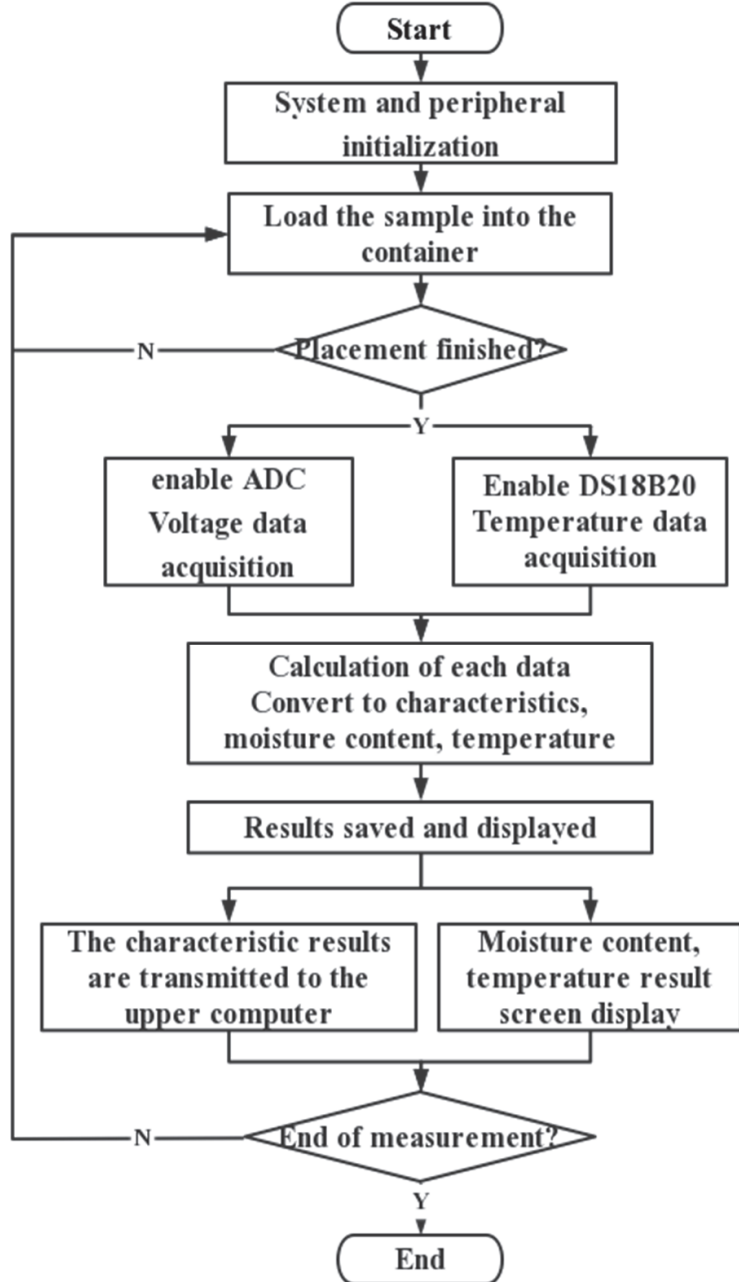 Start
System and peripheral
initialization
Load the sample into the
container
Placement finished?
N
Y
enable ADC
Voltage data
acquisition
Enable DS18B20
Temperature data
acquisition
Calculation of each data
Convert to characteristics,
moisture content, temperature
Results saved and displayed
The characteristic results
are transmitted to the
upper computer
Moisture content,
temperature result
screen display
End of measurement?
N
Y
End